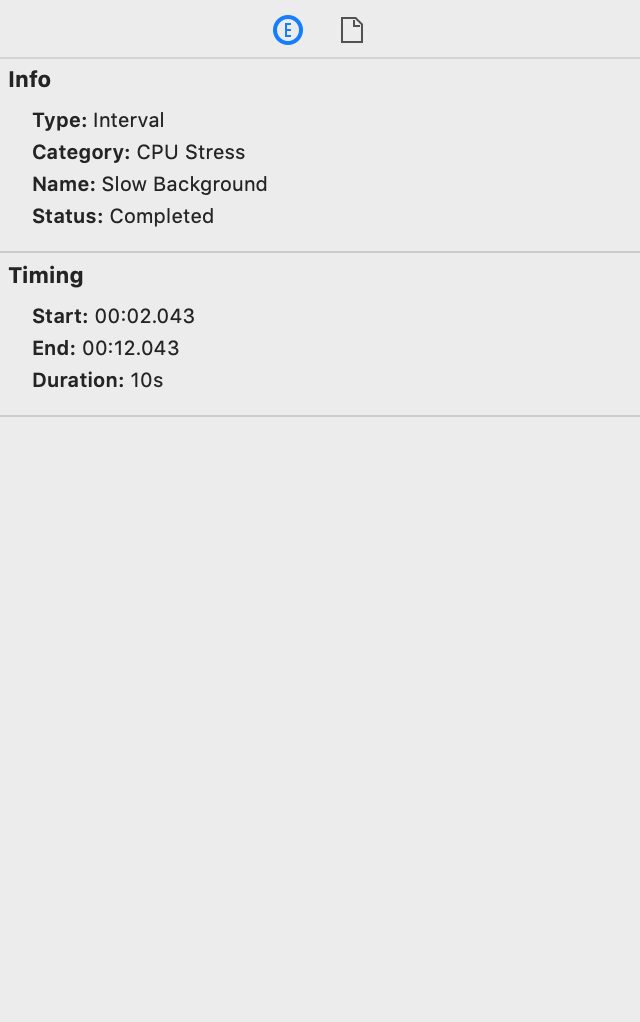 E
Info
Type: Interval
Category: CPU Stress
Name: Slow Background
Status: Completed
Timing
Start: 00:02.043
End: 00:12.043
Duration: 10s